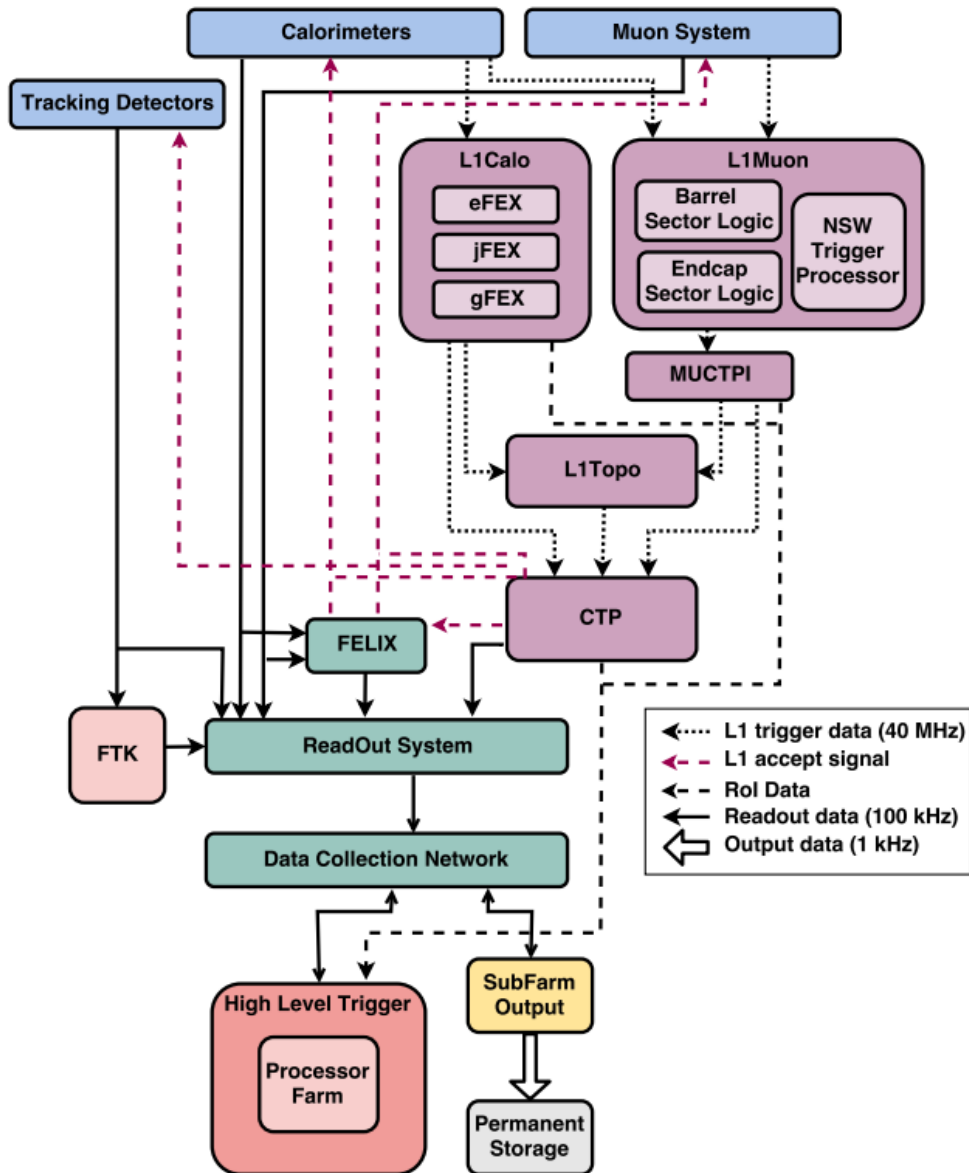 Calorimeters
Muon System
Tracking Detectors
L1Calo
eFEX
jFEX
gFEX
L1Muon
Barrel
Sector Logic
Endcap
Sector Logic
NSW
Trigger
Processor
MUCTPI
L1Topo
CTP
FELIX
FTK
ReadOut System
Data Collection Network
L1 trigger data (40 MHz)
L1 accept signal
RoI Data
Readout data (100 kHz)
Output data (1 kHz)
High Level Trigger
Processor
Farm
SubFarm
Output
Permanent
Storage